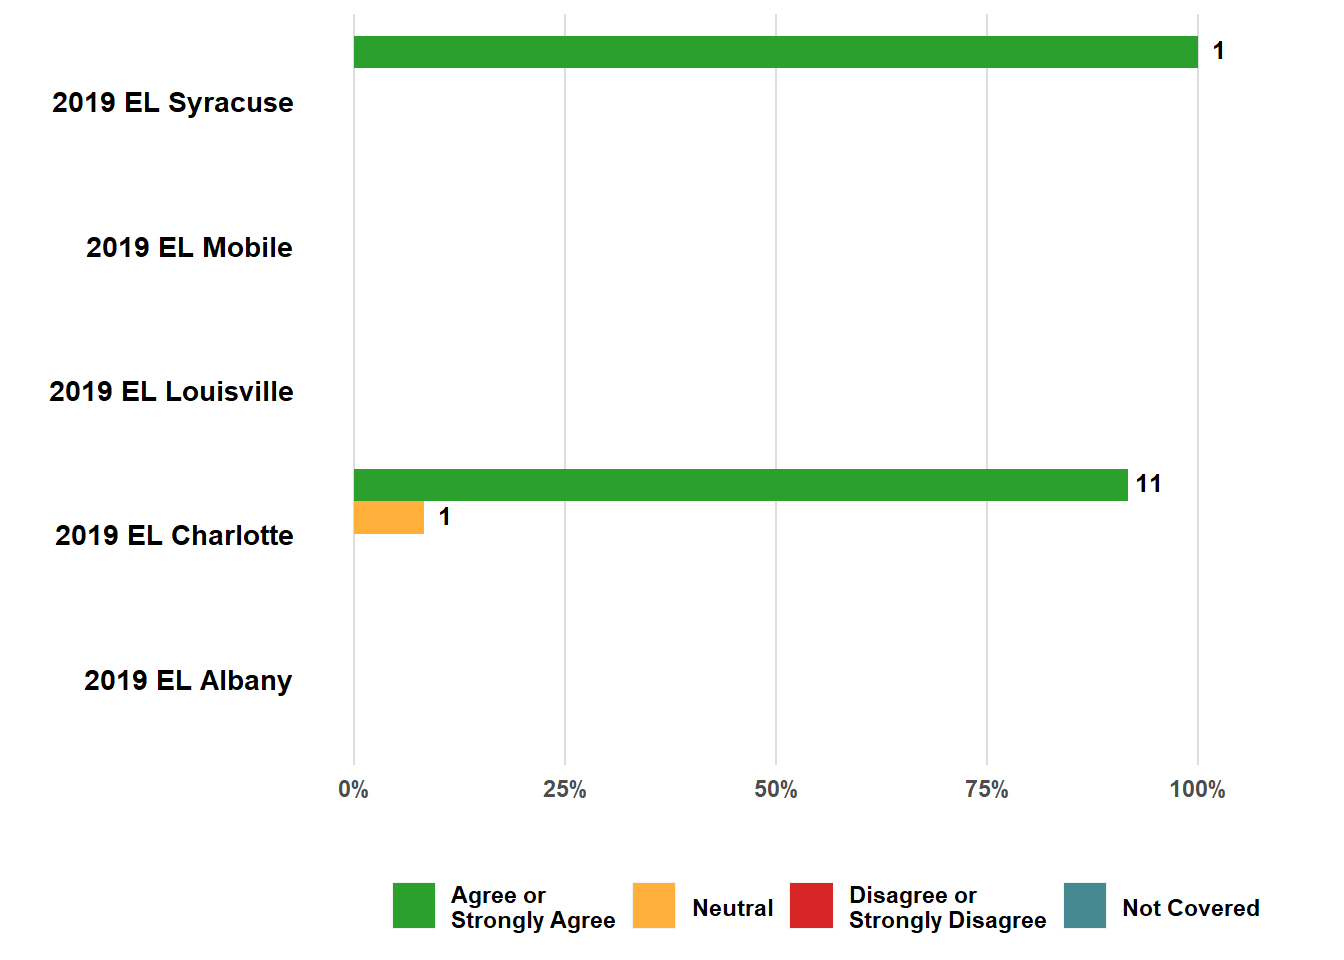 1
2019 EL Syracuse
2019 EL Mobile
2019 EL Louisville
11
1
2019 EL Charlotte
2019 EL Albany
0% 25% 50% 75% 100%
Agree or
Strongly Agree
Neutral
Disagree or
Strongly Disagree
Not Covered